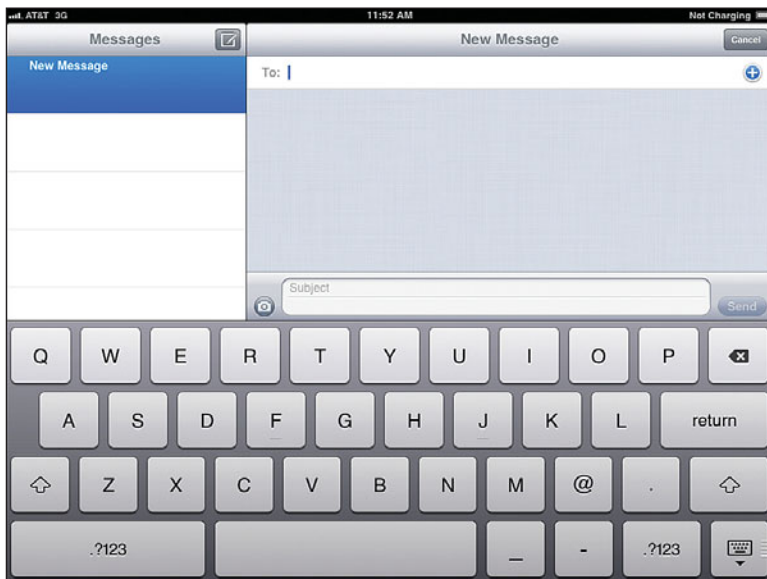 AT&T 3G 11:52 AM Not Charging
Messages New Message Cancel
New Message
To:
Subject
Send
Q W E R T Y U I O P
A S D F G H J K L return
Z X C V B N M @ .
.?123 _ - .?123